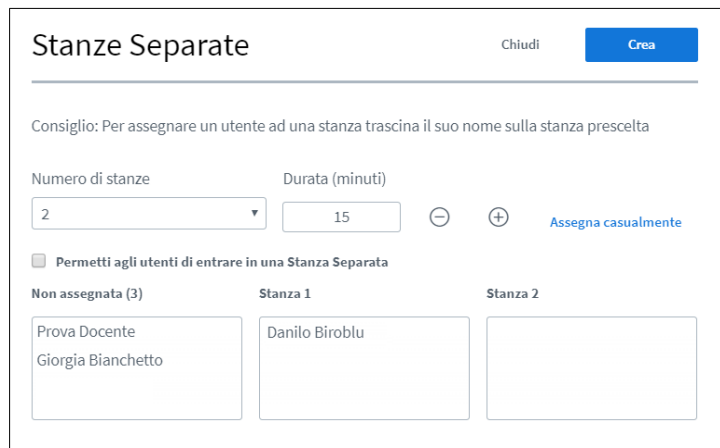 Stanze Separate
Chiudi
Crea
Consiglio: Per assegnare un utente ad una stanza trascina il suo nome sulla stanza prescelta
Numero di stanze
Durata (minuti)
2
15
Assegna casualmente
Permetti agli utenti di entrare in una Stanza Separata
Non assegnata (3)
Stanza 1
Stanza 2
Prova Docente
Danilo Biroblu
Giorgia Bianchetto